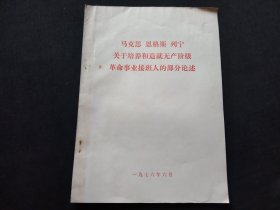 马克思 恩格斯 列宁
关于培养和造就无产阶级
革命事业接班人的部分论述
一九七六年六月